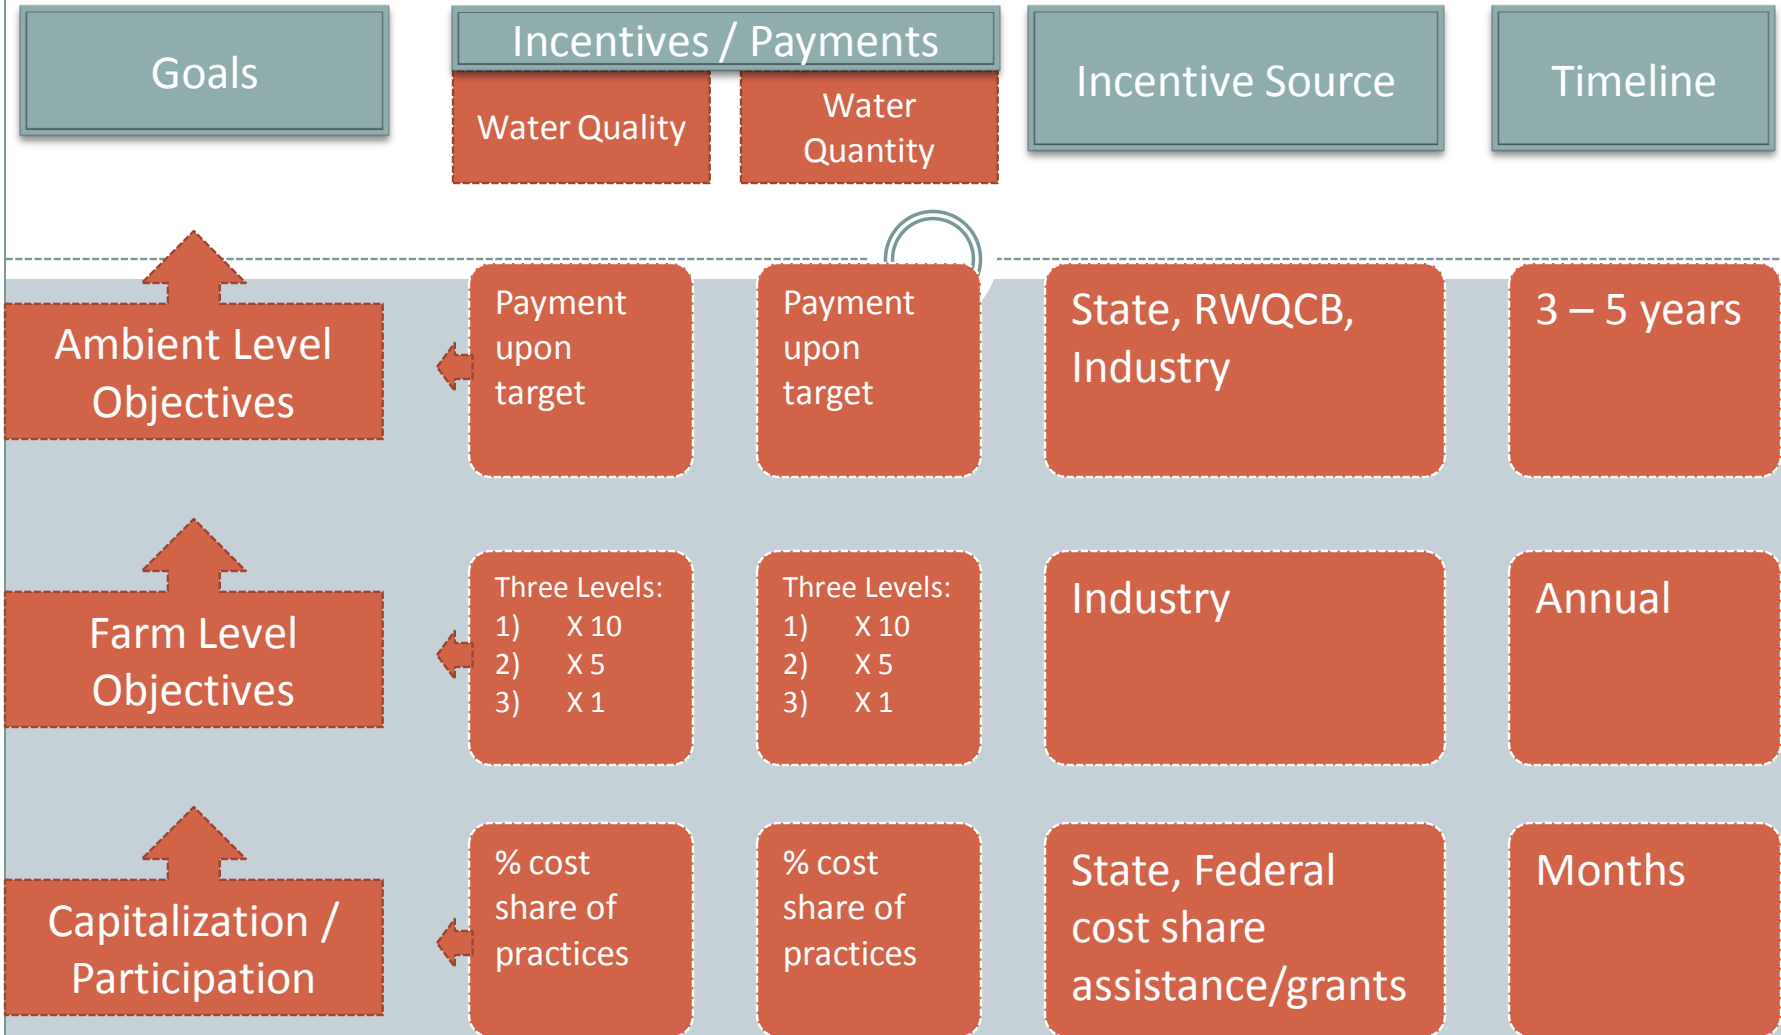 Goals
Incentives / Payments
Water Quality
Water
Quantity
Incentive Source
Timeline
Ambient Level
Objectives
Payment
upon
target
Payment
upon
target
State, RWQCB,
Industry
3 – 5 years
Farm Level
Objectives
Three Levels:
1) X 10
2) X 5
3) X 1
Three Levels:
1) X 10
2) X 5
3) X 1
Industry
Annual
Capitalization /
Participation
% cost
share of
practices
% cost
share of
practices
State, Federal
cost share
assistance/grants
Months